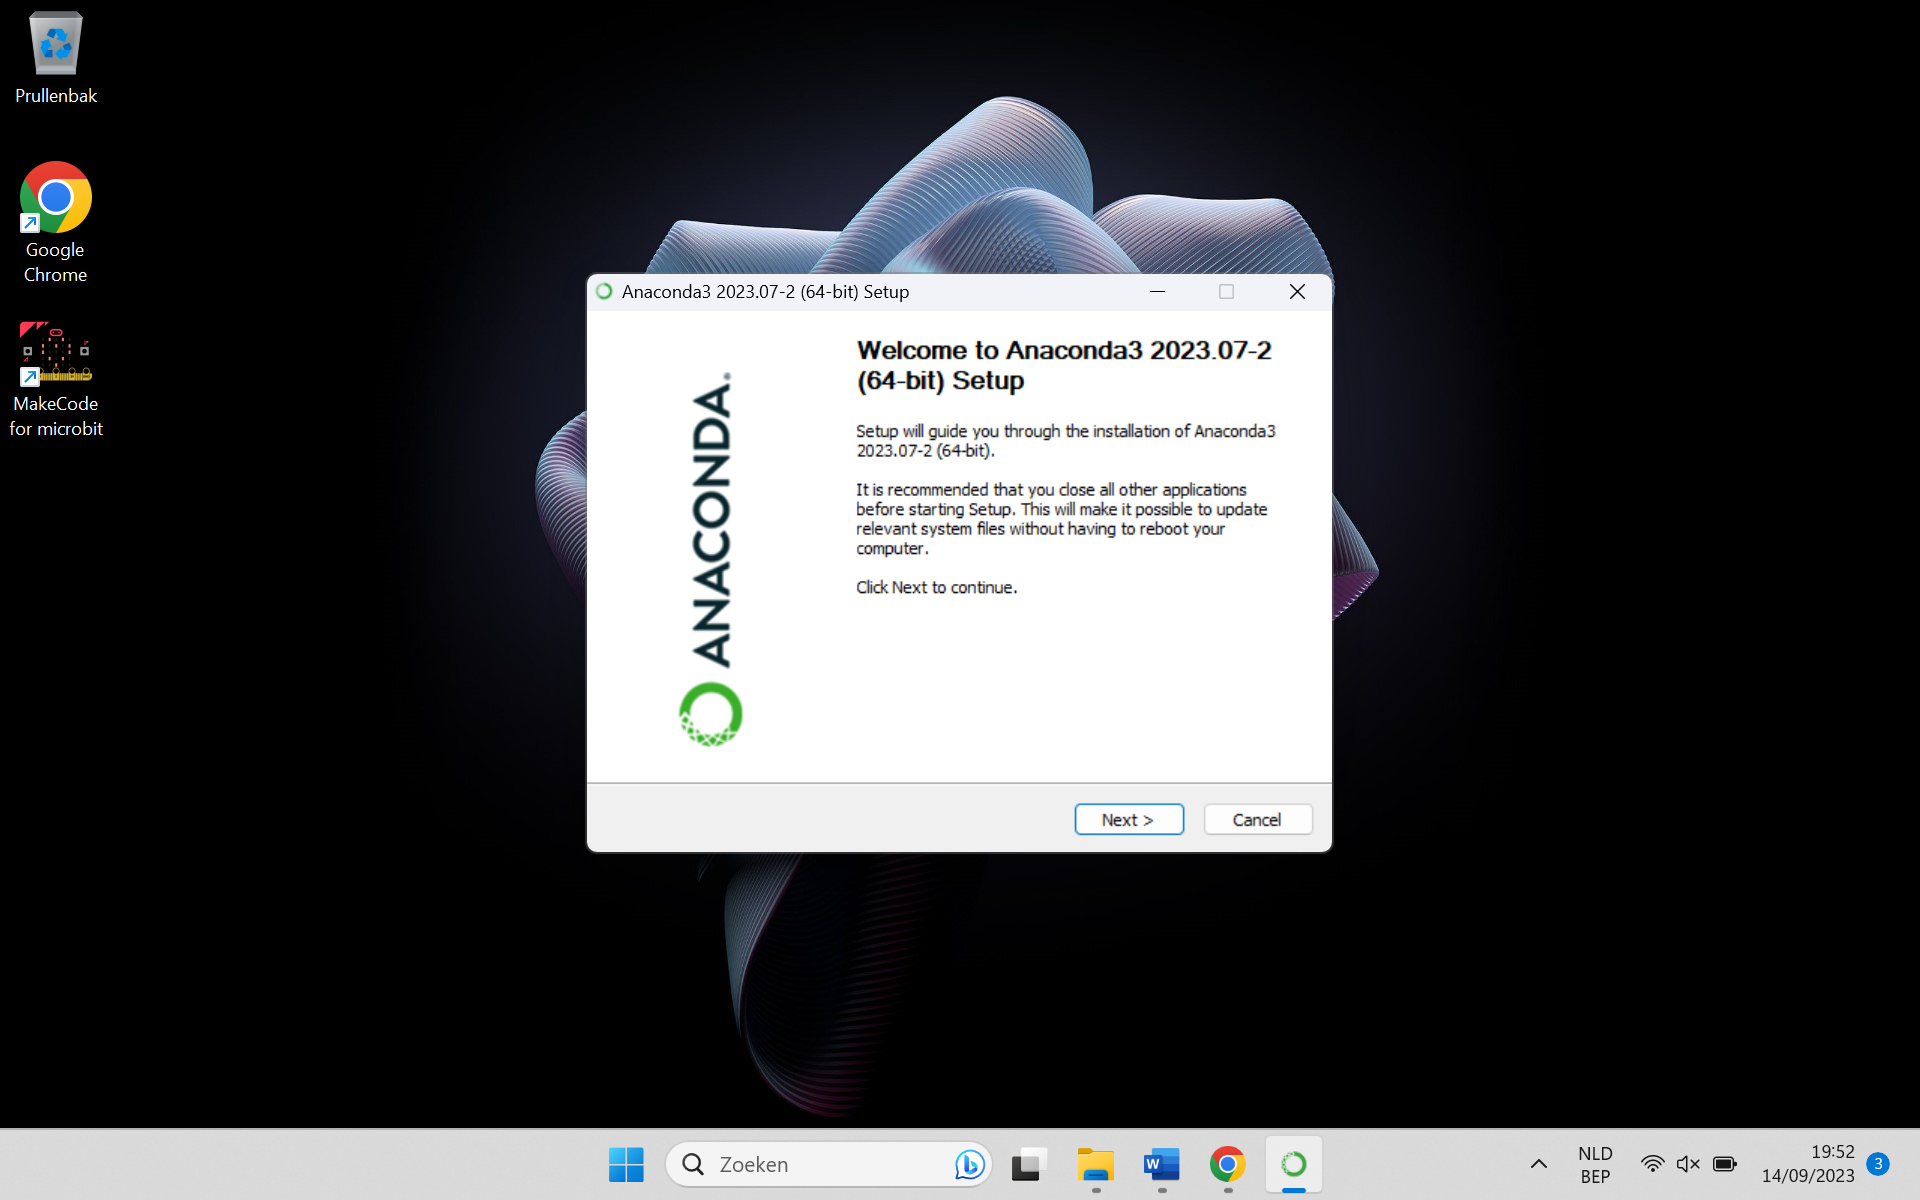 Prullenbak
Google
Chrome
MakeCode
for microbit
Anaconda3 2023.07-2 (64-bit) Setup
ANACONDA.
Welcome to Anaconda3 2023.07-2
(64-bit) Setup
Setup will guide you through the installation of Anaconda3
2023.07-2 (64-bit).
It is recommended that you close all other applications
before starting Setup. This will make it possible to update
relevant system files without having to reboot your
computer.
Click Next to continue.
Next >
Cancel
Zoeken
W
NLD
BEP
19:52
14/09/2023
3